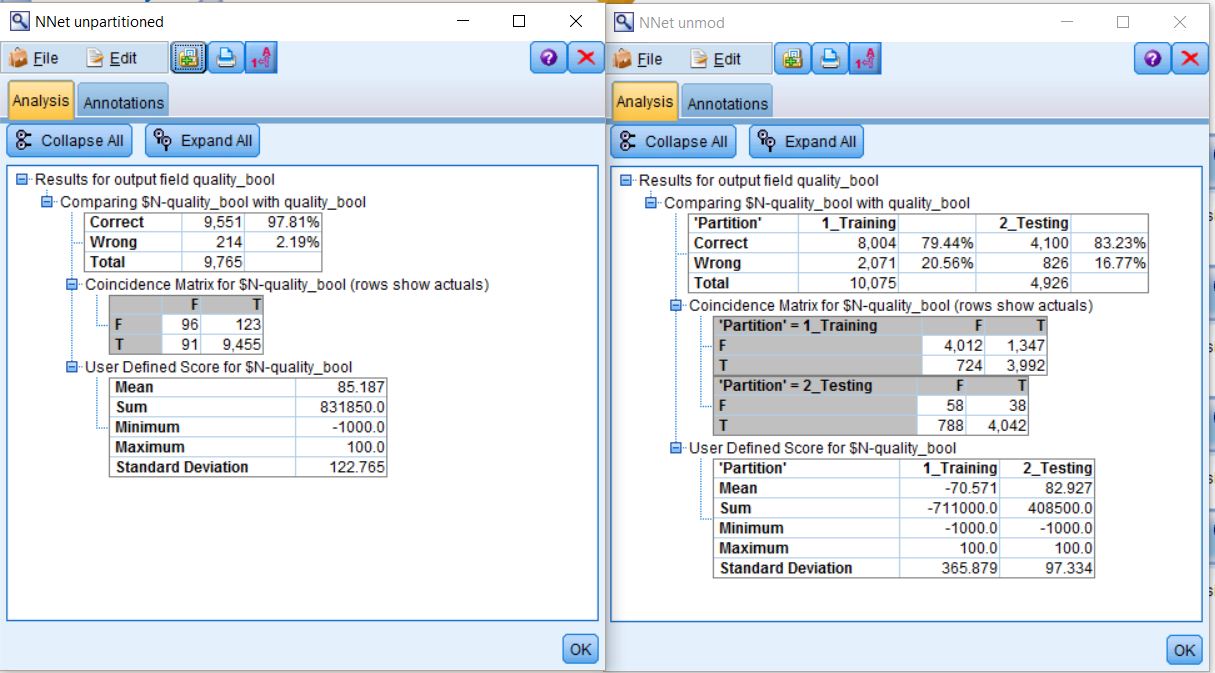 NNet unpartitioned
File Edit
Analysis Annotations
Collapse All Expand All
Results for output field quality_bool
Comparing $N-quality_bool with quality_bool
Correct 9,551 97.81%
Wrong 214 2.19%
Total 9,765
Coincidence Matrix for $N-quality_bool (rows show actuals)
F T
F 96 123
T 91 9,455
User Defined Score for $N-quality_bool
Mean 85.187
Sum 831850.0
Minimum -1000.0
Maximum 100.0
Standard Deviation 122.765
OK
NNet unmod
File Edit
Analysis Annotations
Collapse All Expand All
Results for output field quality_bool
Comparing $N-quality_bool with quality_bool
'Partition' 1_Training 2_Testing
Correct 8,004 79.44% 4,100 83.23%
Wrong 2,071 20.56% 826 16.77%
Total 10,075 4,926
Coincidence Matrix for $N-quality_bool (rows show actuals)
'Partition' = 1_Training F T
F 4,012 1,347
T 724 3,992
'Partition' = 2_Testing F T
F 58 38
T 788 4,042
User Defined Score for $N-quality_bool
'Partition' 1_Training 2_Testing
Mean -70.571 82.927
Sum -711000.0 408500.0
Minimum -1000.0 -1000.0
Maximum 100.0 100.0
Standard Deviation 365.879 97.334
OK